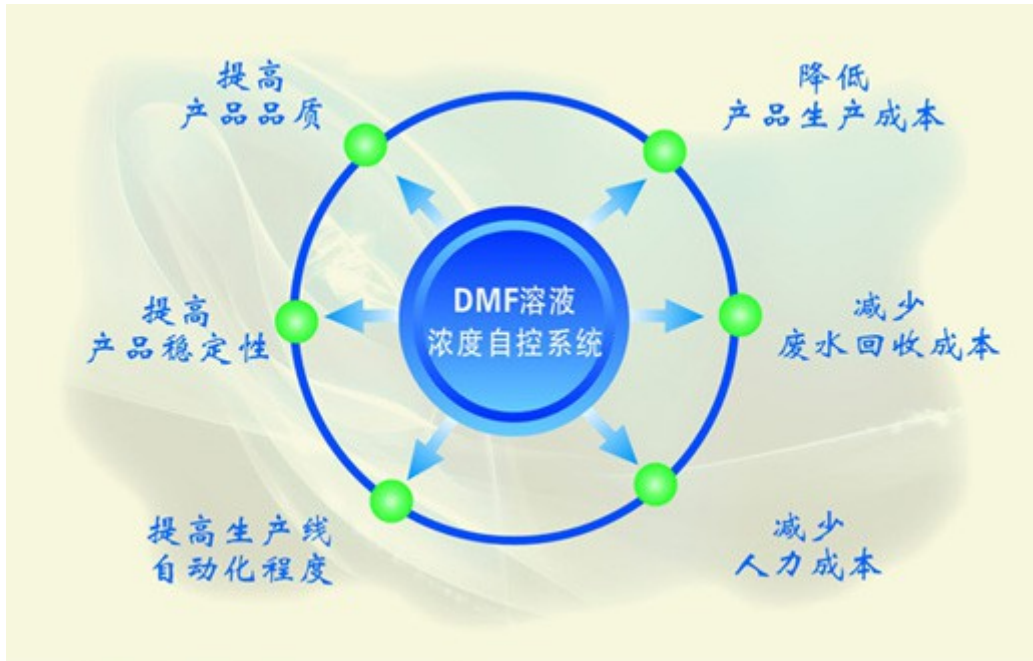 提高
产品品质
降低
产品生产成本
DMF溶液
浓度自控系统
提高
产品稳定性
减少
废水回收成本
提高生产线
自动化程度
减少
人力成本